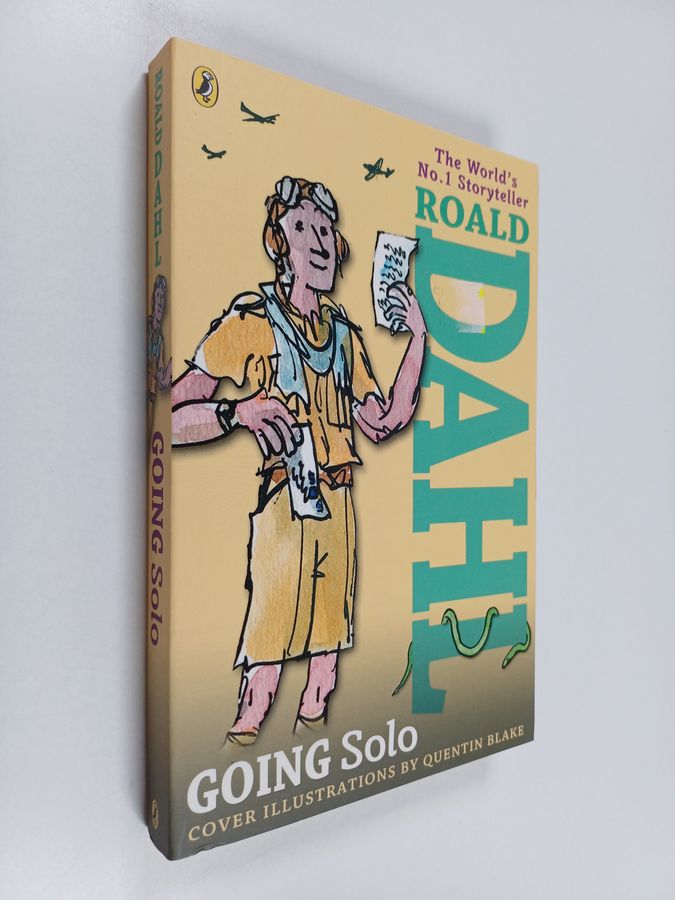 ROALD DAHL
GOING Solo
The World's
No.1 Storyteller
ROALD
DAHL
GOING Solo
COVER ILLUSTRATIONS BY QUENTIN BLAKE